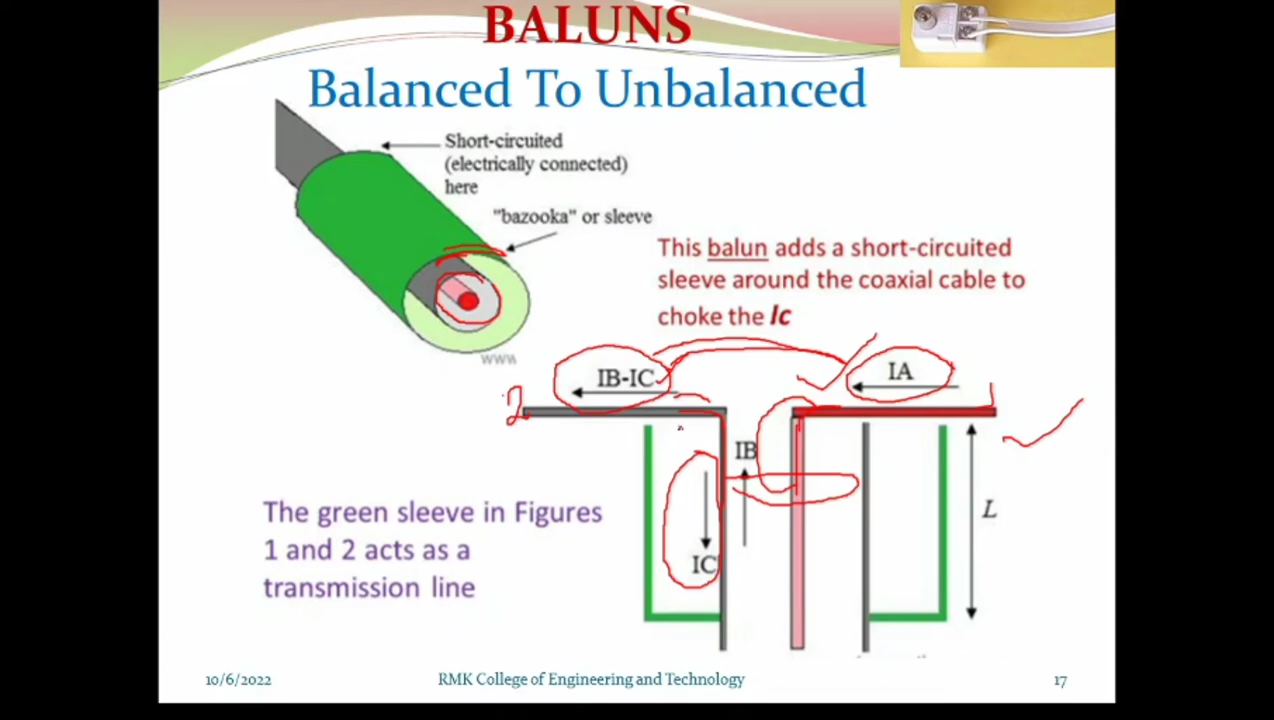 BALUNS
Balanced To Unbalanced
Short-circuited
(electrically connected)
here
"bazooka" or sleeve
This balun adds a short-circuited
sleeve around the coaxial cable to
choke the Ic
www
IB-IC
IA
IB
L
IC
The green sleeve in Figures
1 and 2 acts as a
transmission line
10/6/2022
RMK College of Engineering and Technology
17